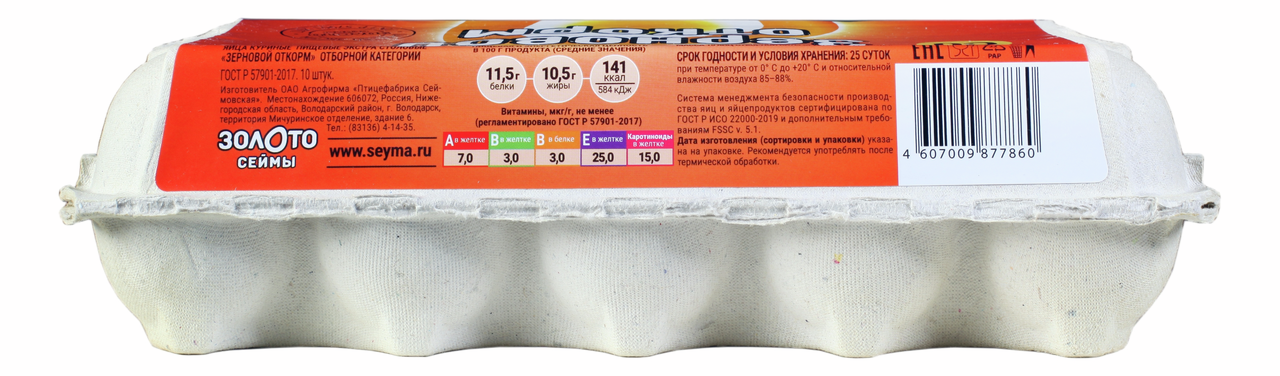 ЯЙЦА КУРИНЫЕ ПИЩЕВЫЕ ЭКСТРА СТОЛОВЫЕ
"ЗЕРНОВОЙ ОТКОРМ" ОТБОРНОЙ КАТЕГОРИИ
ГОСТ Р 57901-2017, 10 штук.
Изготовитель ОАО Агрофирма «Птицефабрика Сей-
мовская». Местонахождение 606072, Россия, Ниже-
городская область, Володарский район, г. Володарск,
территория Мичуринское отделение, здание 6.
Тел.: (83136) 4-14-35.
ЗОЛОТО
СЕЙМЫ
www.seyma.ru
ОТКОРМ
В 100 Г ПРОДУКТА (СРЕДНИЕ ЗНАЧЕНИЯ)
11,5г
белки
10,5г
жиры
141
ккал
584 кДж
Витамины, мкг/г, не менее
(регламентировано ГОСТ Р 57901-2017)
А в желтке В в желтке В в белке Е в желтке Каротиноиды в желтке
7,0 3,0 3,0 25,0 15,0
СРОК ГОДНОСТИ И УСЛОВИЯ ХРАНЕНИЯ: 25 СУТОК
при температуре от 0° С до +20° С и относительной
влажности воздуха 85–88%.
Система менеджмента безопасности производс-
тва яиц и яйцепродуктов сертифицирована по
ГОСТ Р ИСО 22000-2019 и дополнительным требо-
ваниям FSSC v. 5.1.
Дата изготовления (сортировки и упаковки) указа-
на на упаковке. Рекомендуется употреблять после
термической обработки.
EAC
PAP
4 607009 877860